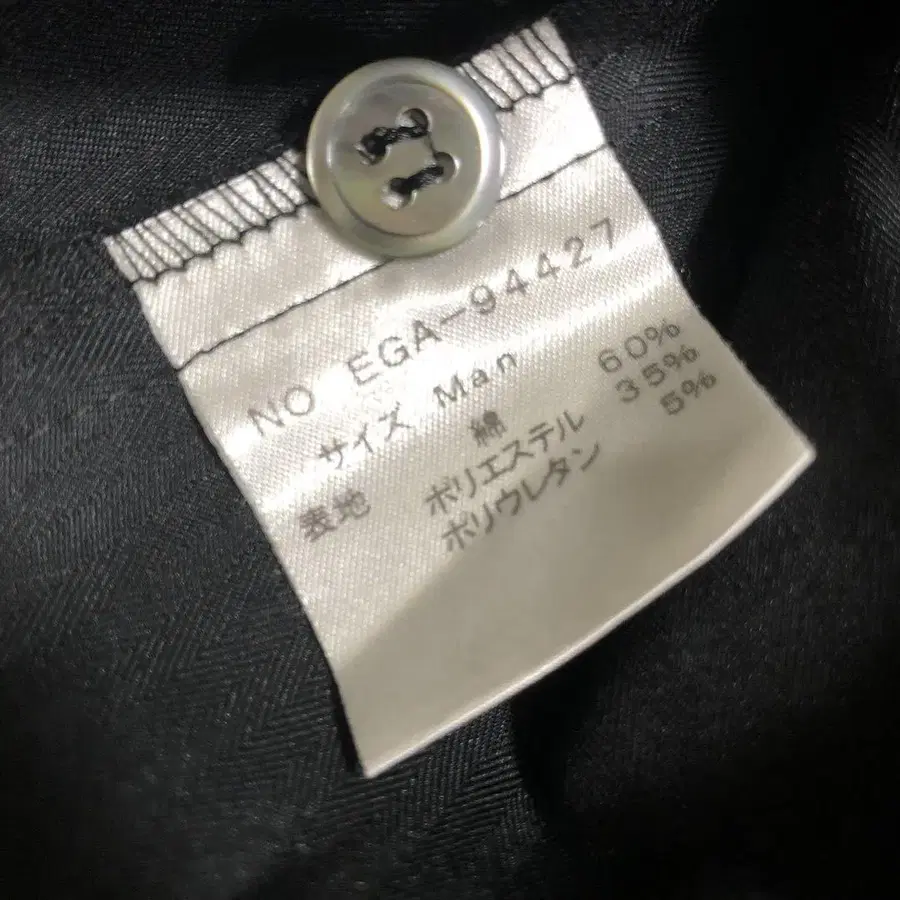 NO EGA-94427
サイズ Man
綿 60%
表地 ポリエステル 35%
ポリウレタン 5%